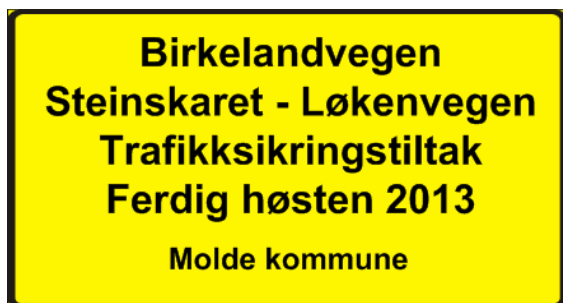 Birkelandvegen
Steinskaret - Løkenvegen
Trafikksikringstiltak
Ferdig høsten 2013
Molde kommune